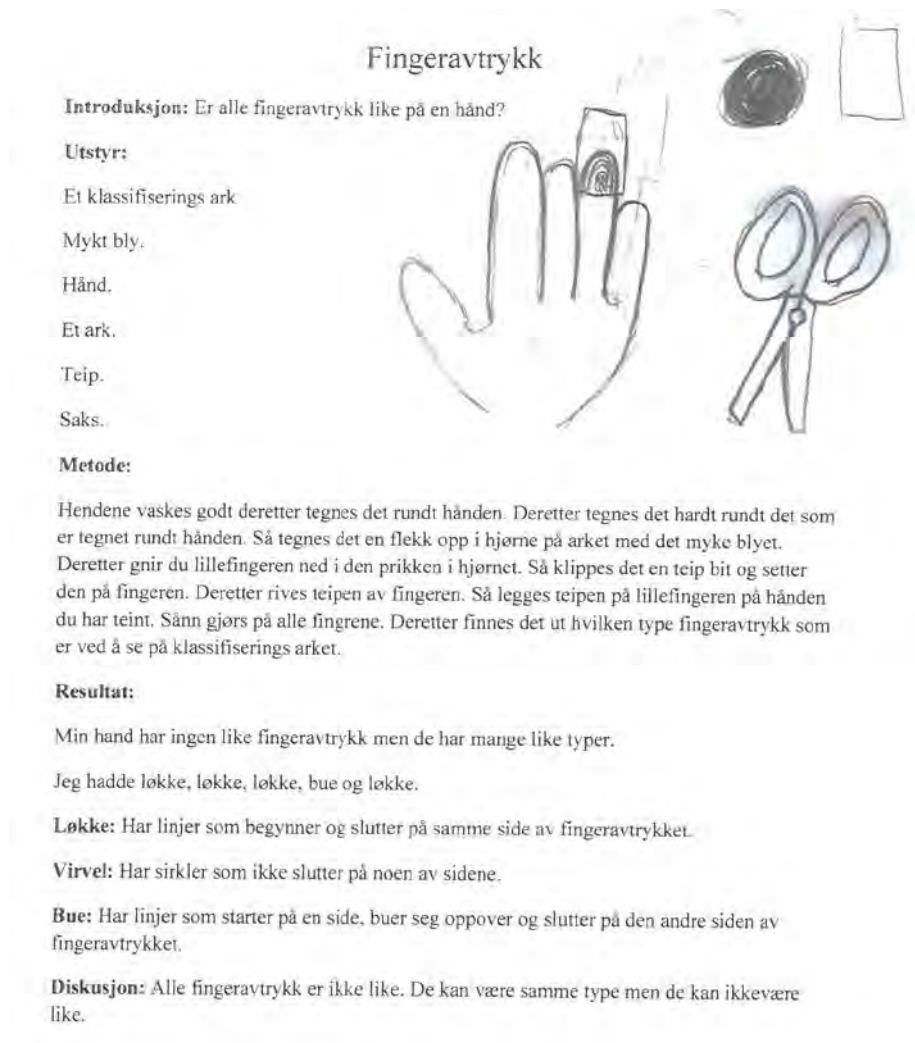 Fingeravtrykk
Introduksjon: Er alle fingeravtrykk like på en hånd?
Utstyr:
Et klassifiserings ark
Mykt bly.
Hånd.
Et ark.
Teip.
Saks.
Metode:
Hendene vaskes godt deretter tegnes det rundt hånden. Deretter tegnes det hardt rundt det som
er tegnet rundt hånden. Så tegnes det en flekk opp i hjørne på arket med det myke blyet.
Deretter gnir du lillefingeren ned i den prikken i hjørnet. Så klippes det en teip bit og setter
den på fingeren. Deretter rives teipen av fingeren. Så legges teipen på lillefingeren på hånden
du har teint. Sånn gjørs på alle fingrene. Deretter finnes det ut hvilken type fingeravtrykk som
er ved å se på klassifiserings arket.
Resultat:
Min hand har ingen like fingeravtrykk men de har mange like typer.
Jeg hadde løkke, løkke, løkke, bue og løkke.
Løkke: Har linjer som begynner og slutter på samme side av fingeravtrykket.
Virvel: Har sirkler som ikke slutter på noen av sidene.
Bue: Har linjer som starter på en side, buer seg oppover og slutter på den andre siden av
fingeravtrykket.
Diskusjon: Alle fingeravtrykk er ikke like. De kan være samme type men de kan ikkevære
like.